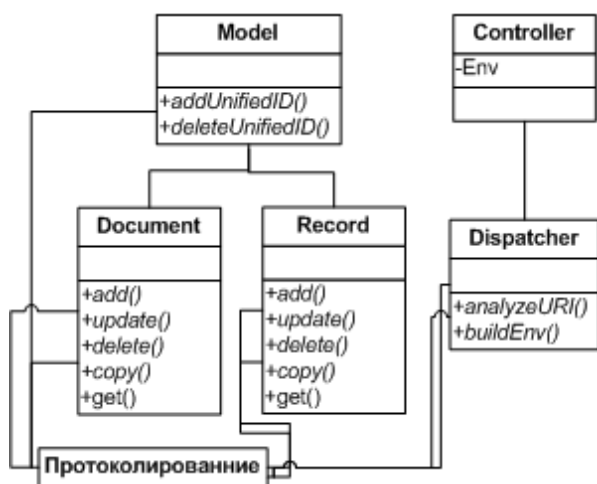 Model
+addUnifiedID()
+deleteUnifiedID()
Controller
-Env
Document
+add()
+update()
+delete()
+copy()
+get()
Record
+add()
+update()
+delete()
+copy()
+get()
Dispatcher
+analyzeURI()
+buildEnv()
Протоколированние